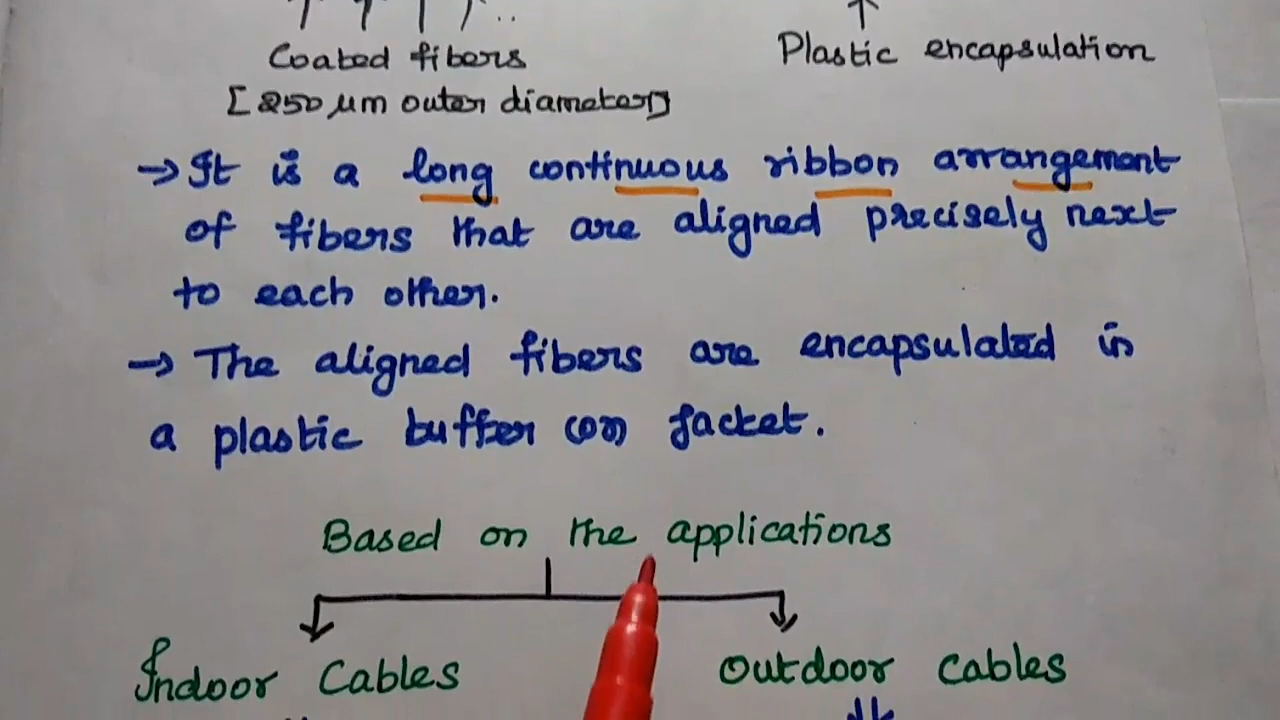 Coated fibers
Plastic encapsulation
[250 μm outer diameter]
→ It is a long continuous ribbon arrangement
of fibers that are aligned precisely next
to each other.
→ The aligned fibers are encapsulated in
a plastic buffer (or) jacket.
Based on the applications
Indoor Cables
Outdoor Cables